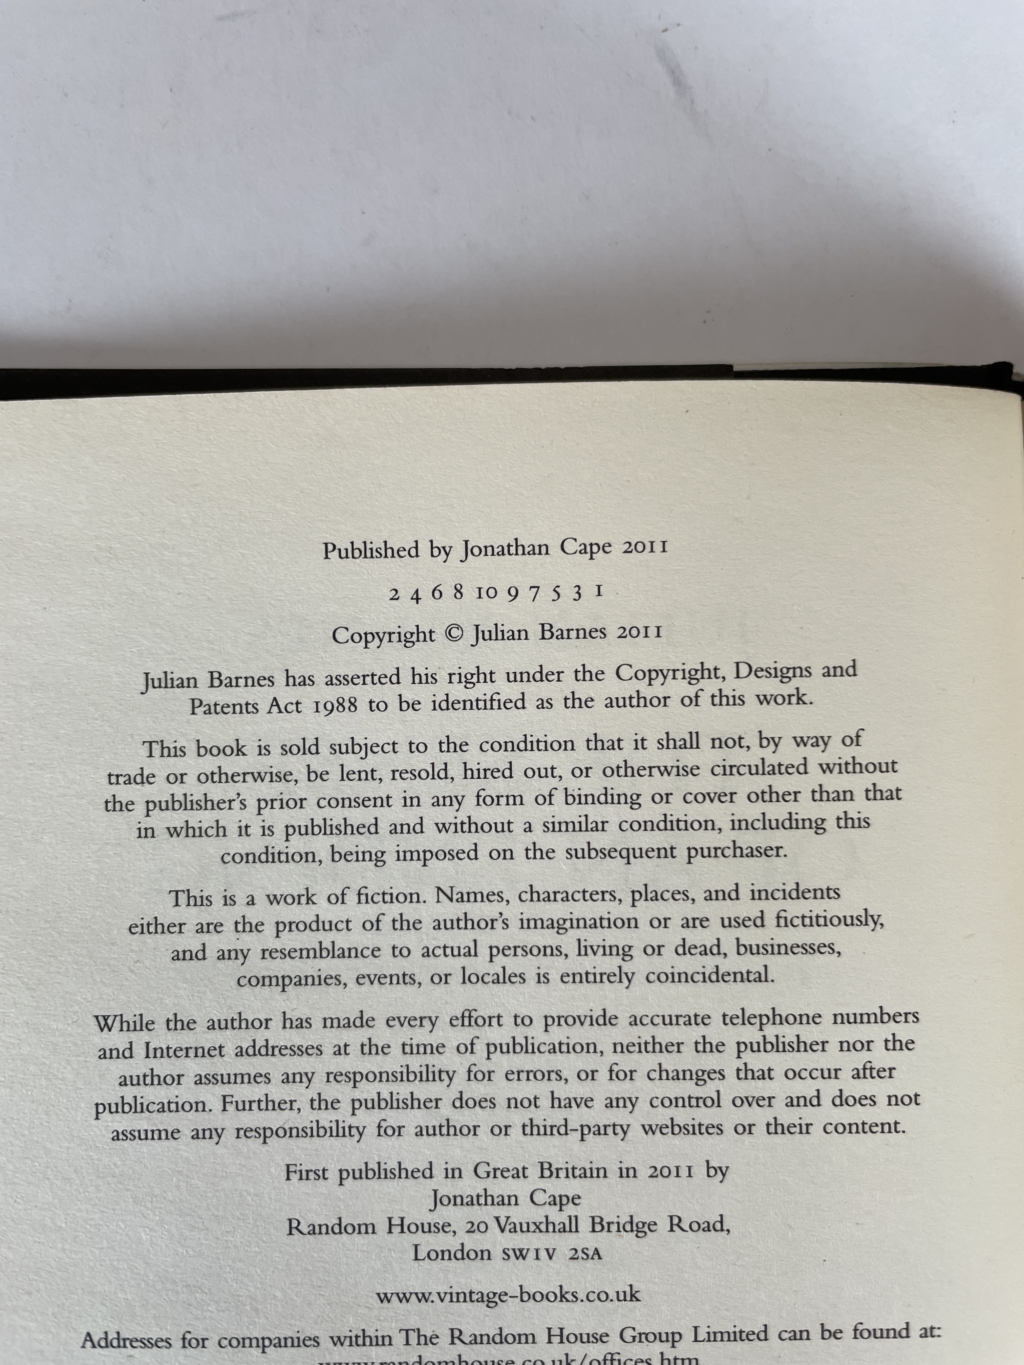 Published by Jonathan Cape 2011
2 4 6 8 10 9 7 5 3 1
Copyright © Julian Barnes 2011
Julian Barnes has asserted his right under the Copyright, Designs and
Patents Act 1988 to be identified as the author of this work.
This book is sold subject to the condition that it shall not, by way of
trade or otherwise, be lent, resold, hired out, or otherwise circulated without
the publisher's prior consent in any form of binding or cover other than that
in which it is published and without a similar condition, including this
condition, being imposed on the subsequent purchaser.
This is a work of fiction. Names, characters, places, and incidents
either are the product of the author's imagination or are used fictitiously,
and any resemblance to actual persons, living or dead, businesses,
companies, events, or locales is entirely coincidental.
While the author has made every effort to provide accurate telephone numbers
and Internet addresses at the time of publication, neither the publisher nor the
author assumes any responsibility for errors, or for changes that occur after
publication. Further, the publisher does not have any control over and does not
assume any responsibility for author or third-party websites or their content.
First published in Great Britain in 2011 by
Jonathan Cape
Random House, 20 Vauxhall Bridge Road,
London SW1V 2SA
www.vintage-books.co.uk
Addresses for companies within The Random House Group Limited can be found at:
www.randomhouse.co.uk/offices.htm